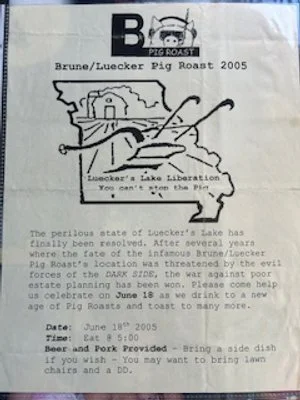 B
PIG ROAST
Brune/Luecker Pig Roast 2005
Luecker's Lake Liberation
You can't stop the Pig
The perilous state of Luecker's Lake has
finally been resolved. After several years
where the fate of the infamous Brune/Luecker
Pig Roast's location was threatened by the evil
forces of the DARK SIDE, the war against poor
estate planning has been won. Please come help
us celebrate on June 18 as we drink to a new
age of Pig Roasts and toast to many more.
Date: June 18th 2005
Time: Eat @ 5:00
Beer and Pork Provided – Bring a side dish
if you wish – You may want to bring lawn
chairs and a DD.